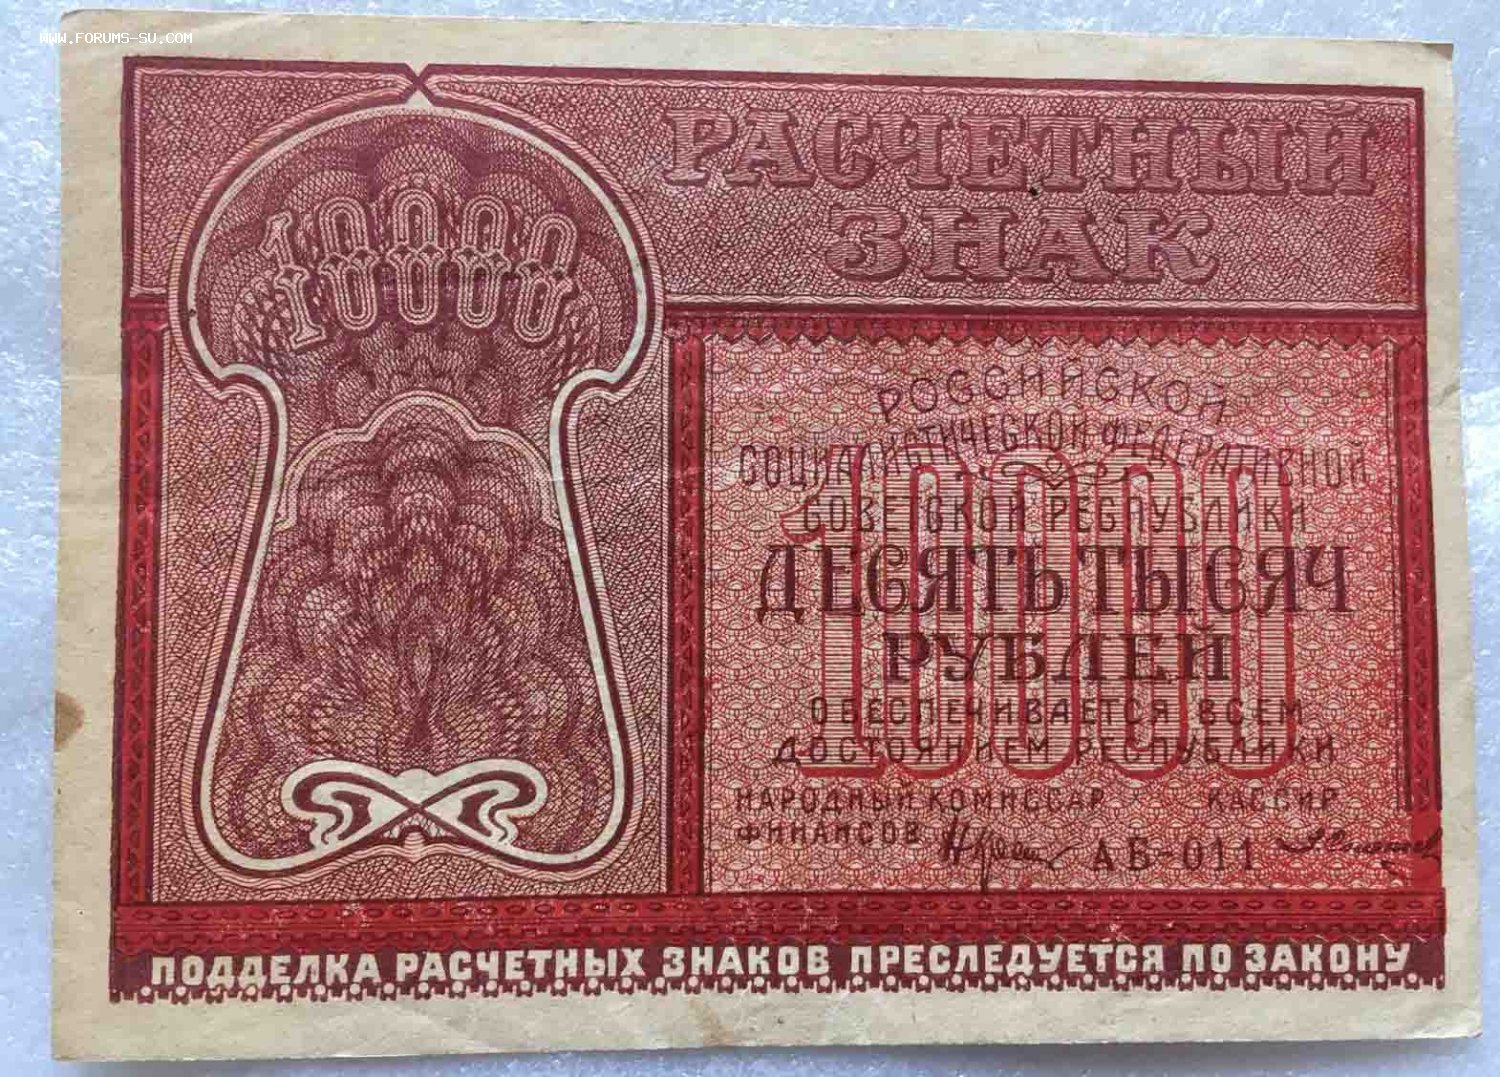 WWW.FORUMS-SU.COM
РАСЧЕТНЫЙ
ЗНАК
10000
10000
РОССИЙСКОЙ
СОЦИАЛИСТИЧЕСКОЙ ФЕДЕРАТИВНОЙ
СОВЕТСКОЙ РЕСПУБЛИКИ
10000
ДЕСЯТЬ ТЫСЯЧ
РУБЛЕЙ
ОБЕСПЕЧИВАЕТСЯ ВСЕМ
ДОСТОЯНИЕМ РЕСПУБЛИКИ
НАРОДНЫЙ КОМИССАР КАССИР
ФИНАНСОВ АБ-011
ПОДДЕЛКА РАСЧЕТНЫХ ЗНАКОВ ПРЕСЛЕДУЕТСЯ ПО ЗАКОНУ